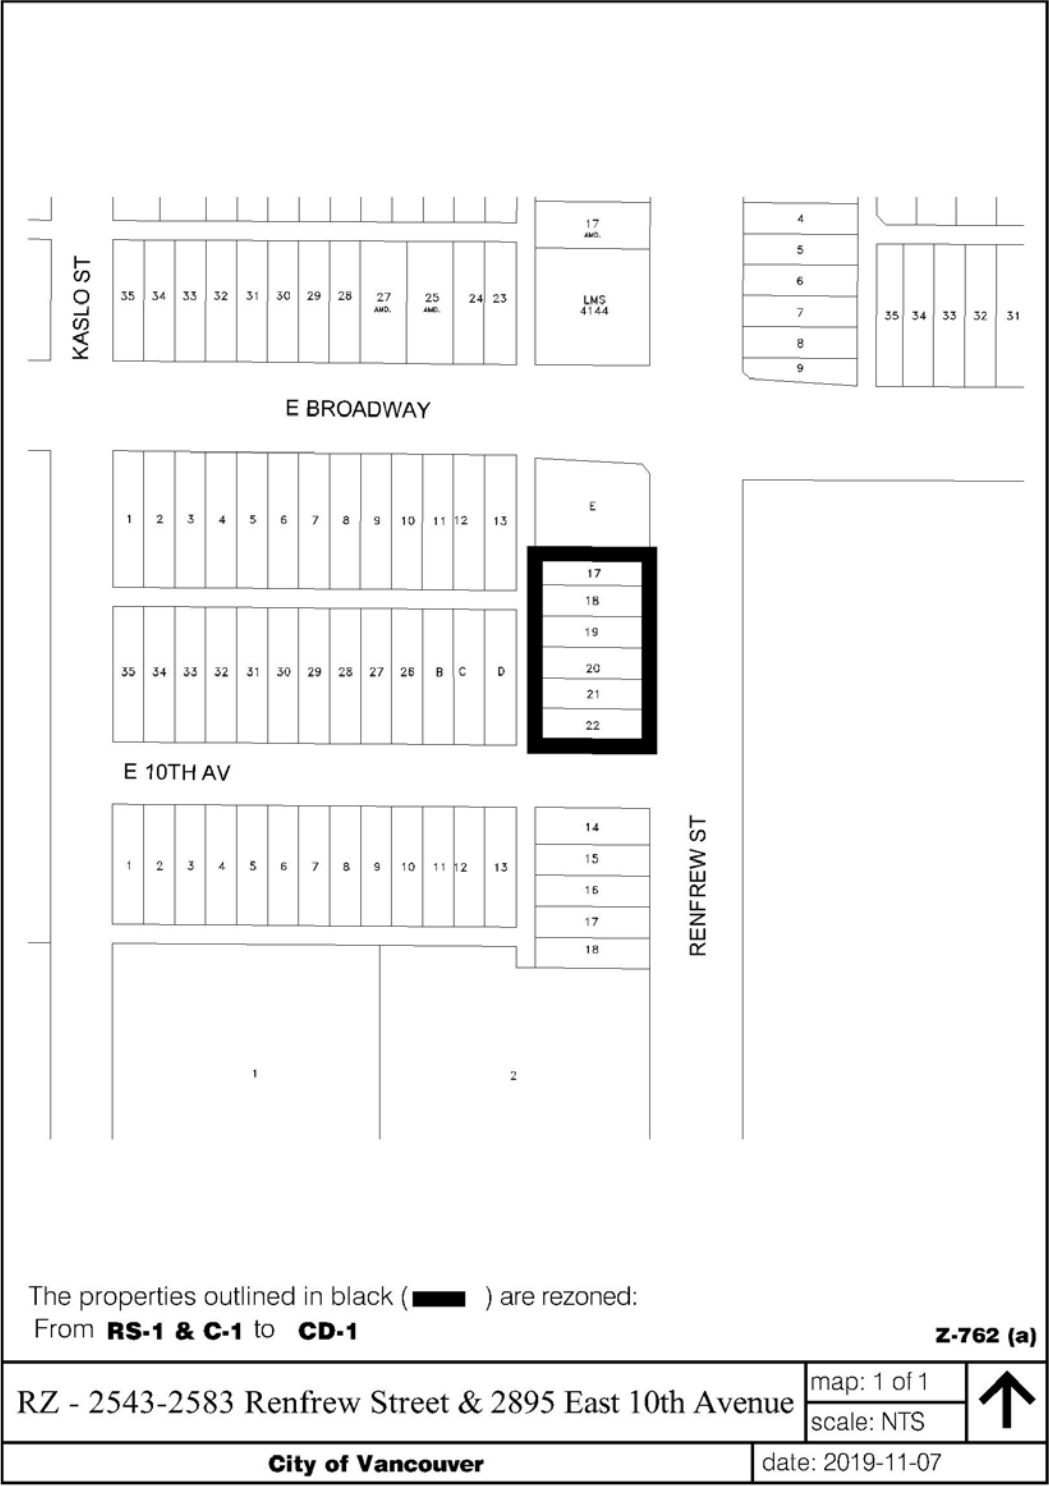 17
AMD.
4
5
6
7
8
9
KASLO ST
35 34 33 32 31 30 29 28 27 25 24 23
AMD. AMD.
LMS
4144
35 34 33 32 31
E BROADWAY
1 2 3 4 5 6 7 8 9 10 11 12 13
E
17
18
19
20
21
22
35 34 33 32 31 30 29 28 27 26 B C D
E 10TH AV
1 2 3 4 5 6 7 8 9 10 11 12 13
14
15
16
17
18
RENFREW ST
1
2
The properties outlined in black ( ) are rezoned:
From RS-1 & C-1 to CD-1
Z-762 (a)
RZ - 2543-2583 Renfrew Street & 2895 East 10th Avenue
map: 1 of 1
scale: NTS
City of Vancouver
date: 2019-11-07